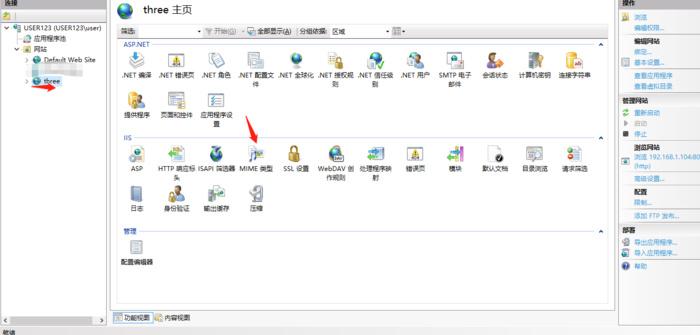 连接
USER123 (USER123\user)
应用程序池
网站
Default Web Site
three
three 主页
筛选:
开始(G)
全部显示(A)
分组依据:
区域
ASP.NET
.NET 编译
.NET 错误页
.NET 角色
.NET 配置文件
.NET 全球化
.NET 授权规则
.NET 信任级别
.NET 用户
SMTP 电子邮件
会话状态
计算机密钥
连接字符串
提供程序
页面和控件
应用程序设置
IIS
ASP
HTTP 响应标头
ISAPI 筛选器
MIME 类型
SSL 设置
WebDAV 创作规则
处理程序映射
错误页
模块
默认文档
目录浏览
请求筛选
日志
身份验证
输出缓存
压缩
管理
配置编辑器
功能视图
内容视图
就绪
操作
浏览
编辑权限...
编辑网站
绑定...
基本设置...
查看应用程序
查看虚拟目录
管理网站
重新启动
启动
停止
浏览网站
浏览 192.168.1.104:80
(http)
高级设置...
配置
限制...
添加 FTP 发布...
部署
导出应用程序...
导入应用程序...
帮助